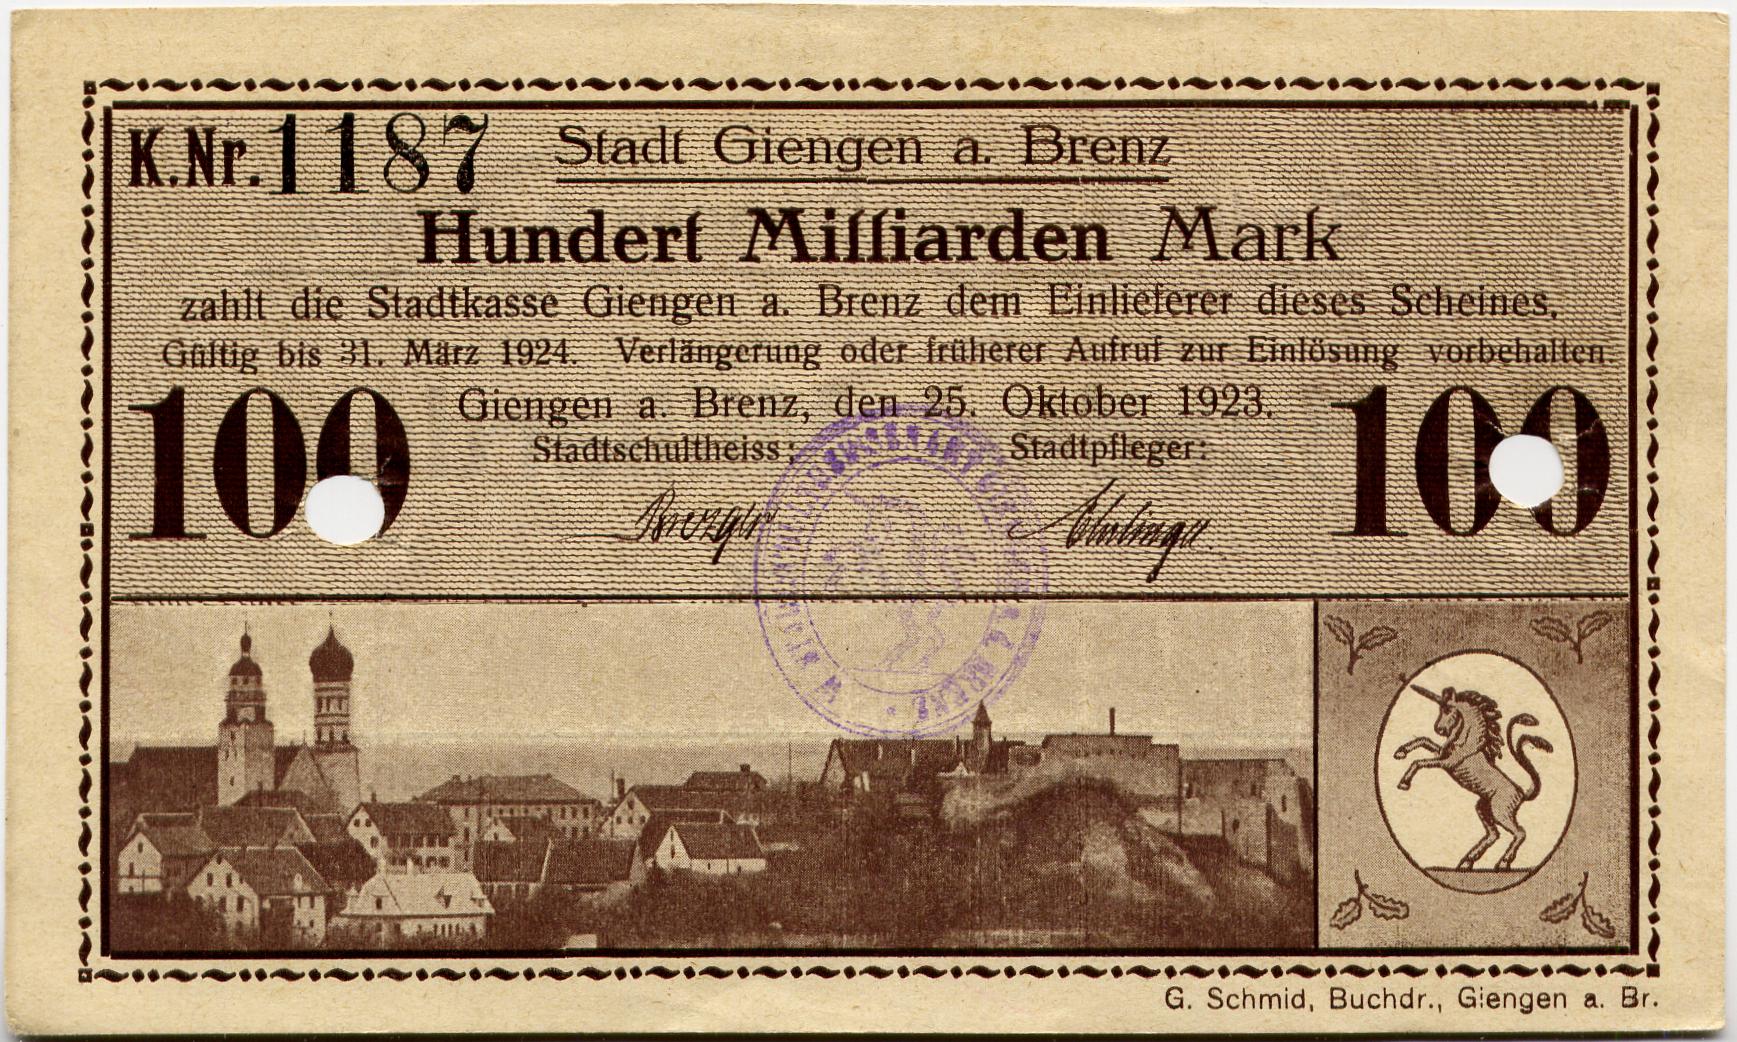 K.Nr. 1187
Stadt Giengen a. Brenz
Hundert Milliarden Mark
zahlt die Stadtkasse Giengen a. Brenz dem Einlieferer dieses Scheines.
Gültig bis 31. März 1924. Verlängerung oder früherer Aufruf zur Einlösung vorbehalten.
100
Giengen a. Brenz, den 25. Oktober 1923.
100
Stadtschultheiss:
Stadtpfleger:
G. Schmid, Buchdr., Giengen a. Br.